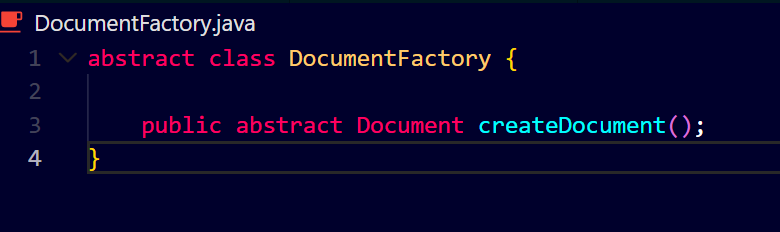 DocumentFactory.java
1 abstract class DocumentFactory {
2
3 public abstract Document createDocument();
4 }